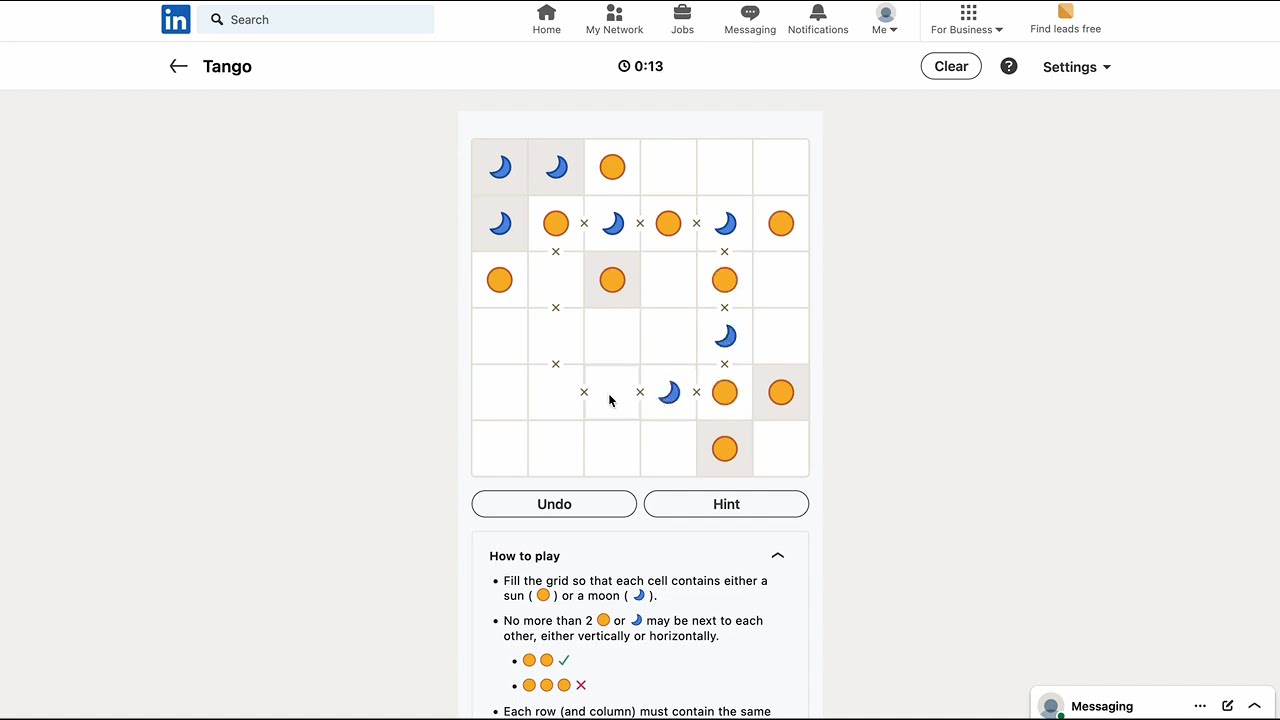 in
Search
Home
My Network
Jobs
Messaging
Notifications
Me
For Business
Find leads free
Tango
0:13
Clear
?
Settings
Undo
Hint
How to play
• Fill the grid so that each cell contains either a
sun ( ) or a moon ( ).
• No more than 2 or may be next to each
other, either vertically or horizontally.
• Each row (and column) must contain the same
Messaging